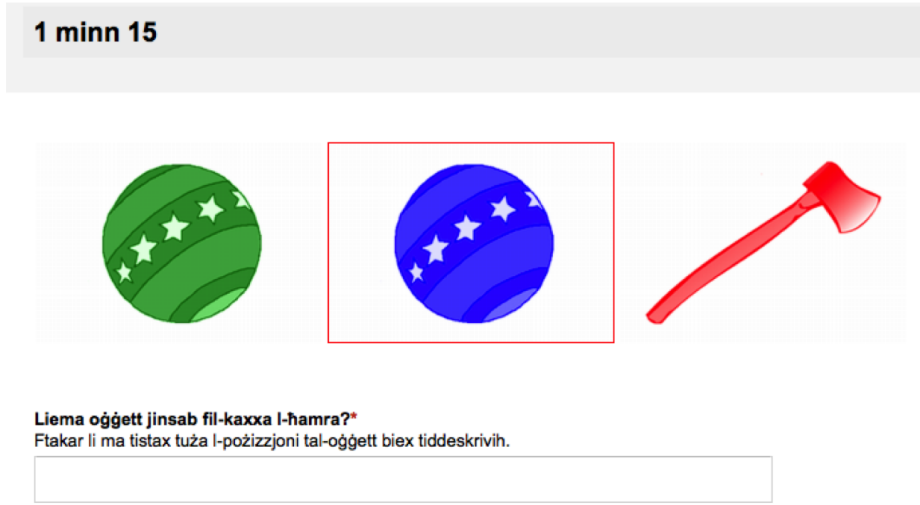 1 minn 15
Liema oġġett jinsab fil-kaxxa l-ħamra?*
Ftakar li ma tistax tuża l-pożizzjoni tal-oġġett biex tiddeskrivih.